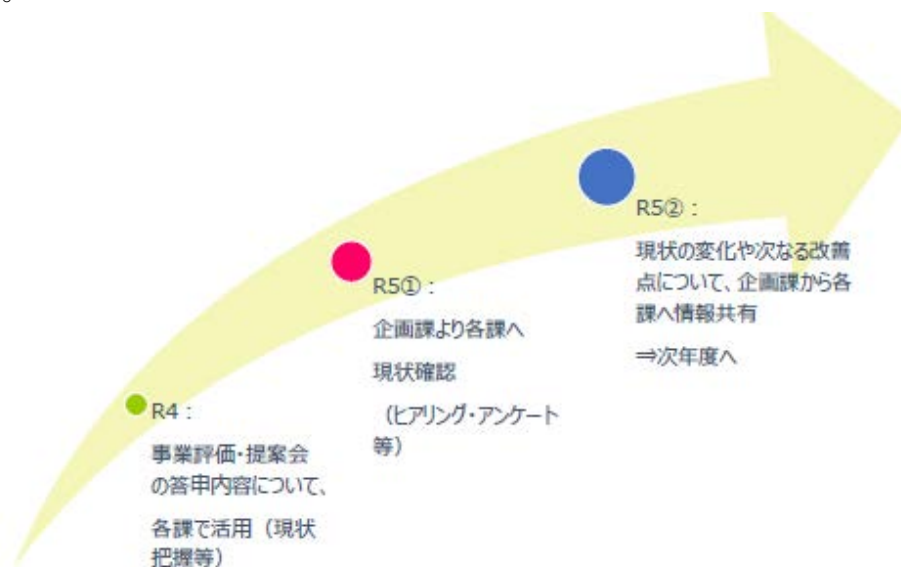 R4：
事業評価・提案会
の答申内容について、
各課で活用（現状
把握等）
R5①：
企画課より各課へ
現状確認
（ヒアリング・アンケート
等）
R5②：
現状の変化や次なる改善
点について、企画課から各
課へ情報共有
⇒次年度へ